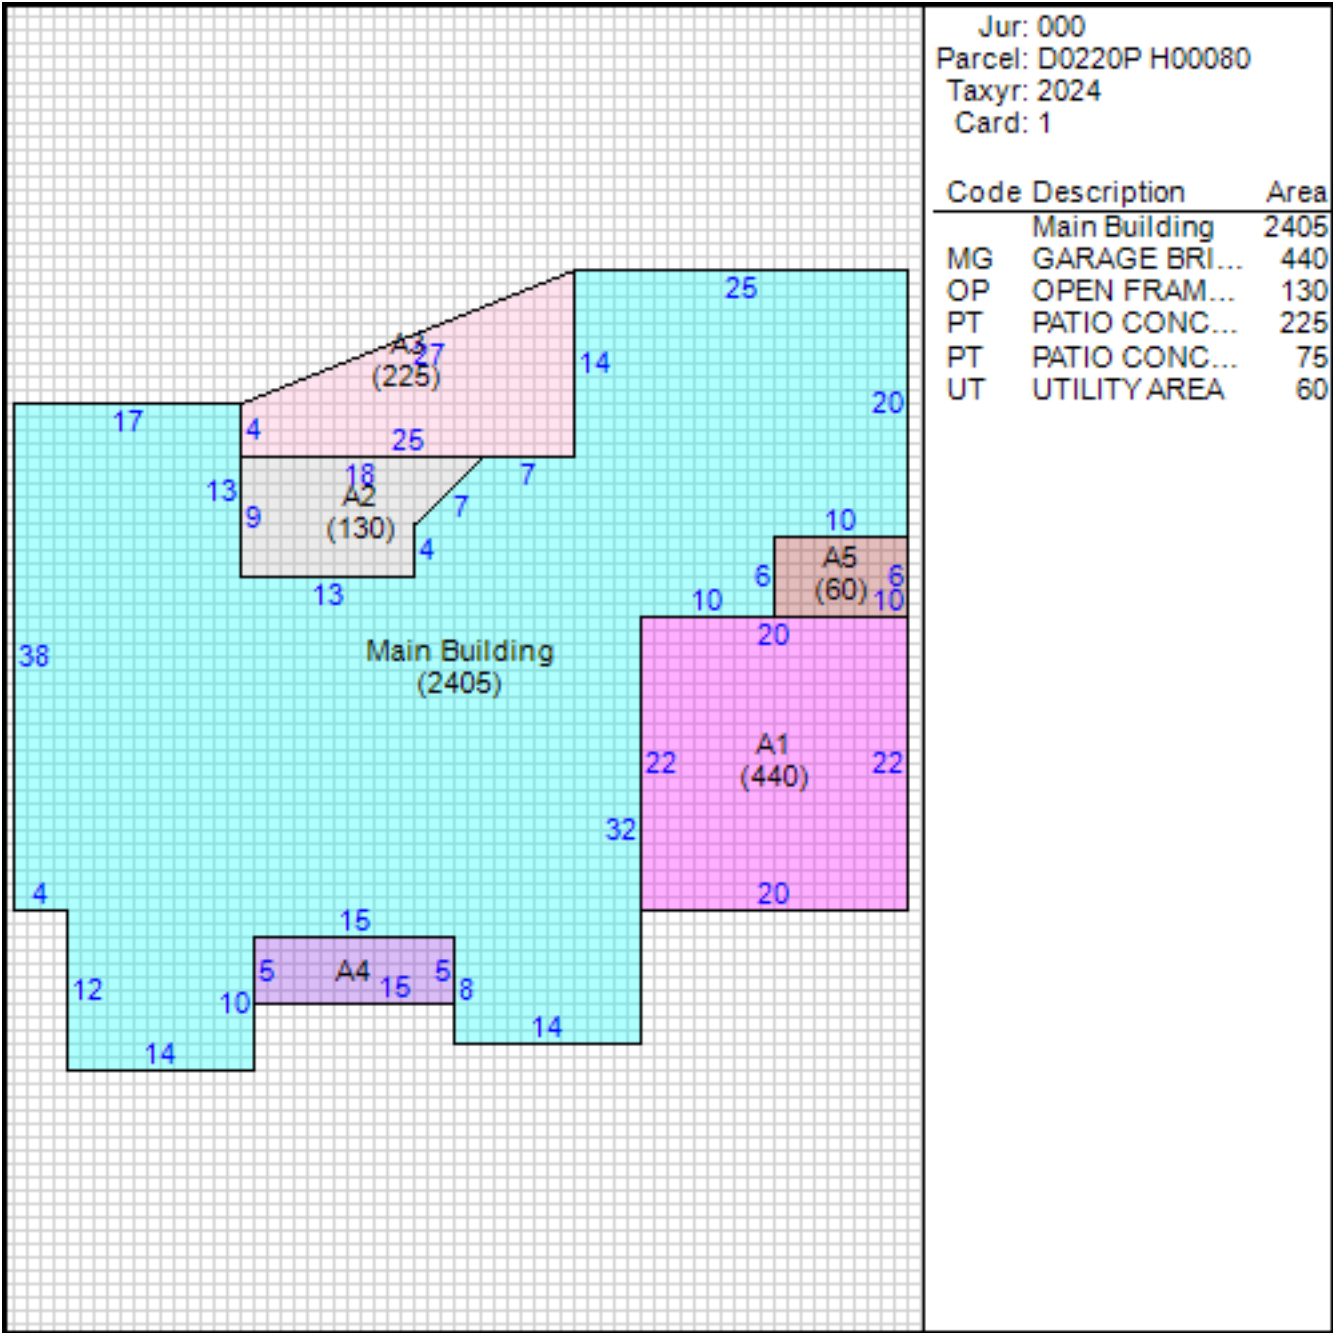 Jur: 000
Parcel: D0220P H00080
Taxyr: 2024
Card: 1
Code Description Area
Main Building 2405
MG GARAGE BRI... 440
OP OPEN FRAM... 130
PT PATIO CONC... 225
PT PATIO CONC... 75
UT UTILITY AREA 60
25
A3
27
(225)
14
17
4
25
20
18
7
13
A2
7
9
(130)
4
10
13
A5
6
6
(60)
10
10
20
38
Main Building
(2405)
A1
22
22
(440)
32
4
20
15
5
A4
5
12
15
8
10
14
14